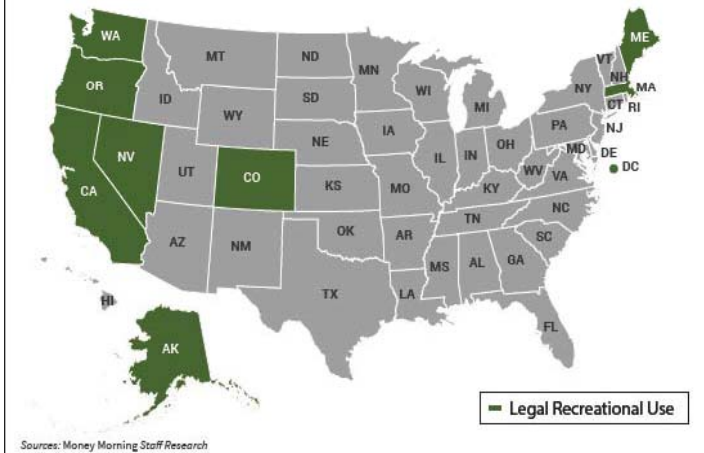 WA
ME
MT
ND
MN
VT
NH
OR
ID
SD
WI
NY
MA
MI
CT
RI
WY
PA
IA
NJ
NE
OH
NV
MD
DE
IL
IN
UT
CO
WV
DC
CA
KS
MO
VA
KY
NC
TN
OK
AZ
NM
AR
SC
MS
AL
GA
TX
LA
HI
FL
AK
Legal Recreational Use
Sources: Money Morning Staff Research